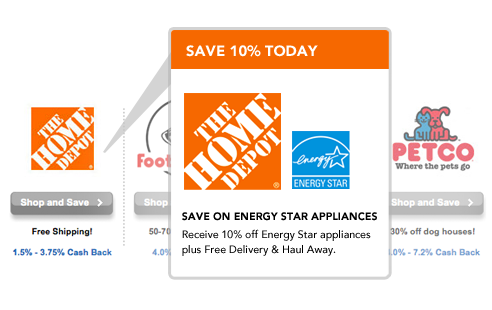 SAVE 10% TODAY
THE
HOME
DEPOT
Shop and Save
Free Shipping!
1.5% - 3.75% Cash Back
Foot
Shop
50-70
4.0%
THE
HOME
DEPOT
energy
ENERGY STAR
SAVE ON ENERGY STAR APPLIANCES
Receive 10% off Energy Star appliances
plus Free Delivery & Haul Away.
PETCO
Where the pets go
Shop and Save
30% off dog houses!
.0% - 7.2% Cash Back